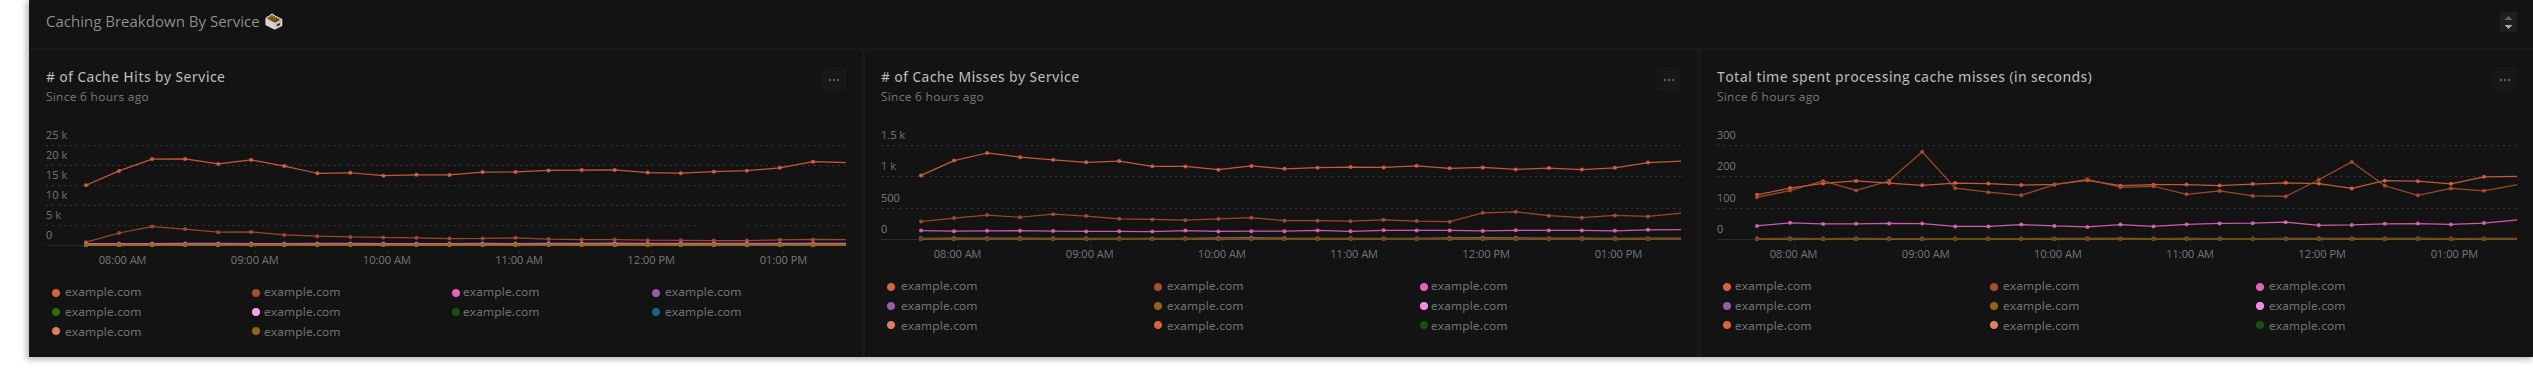 Caching Breakdown By Service
# of Cache Hits by Service
...
Since 6 hours ago
25 k
20 k
15 k
10 k
5 k
0
08:00 AM 09:00 AM 10:00 AM 11:00 AM 12:00 PM 01:00 PM
example.com example.com example.com example.com
example.com example.com example.com example.com
example.com example.com
# of Cache Misses by Service
...
Since 6 hours ago
1.5 k
1 k
500
0
08:00 AM 09:00 AM 10:00 AM 11:00 AM 12:00 PM 01:00 PM
example.com example.com example.com
example.com example.com example.com
example.com example.com example.com
Total time spent processing cache misses (in seconds)
...
Since 6 hours ago
300
200
100
0
08:00 AM 09:00 AM 10:00 AM 11:00 AM 12:00 PM 01:00 PM
example.com example.com example.com
example.com example.com example.com
example.com example.com example.com